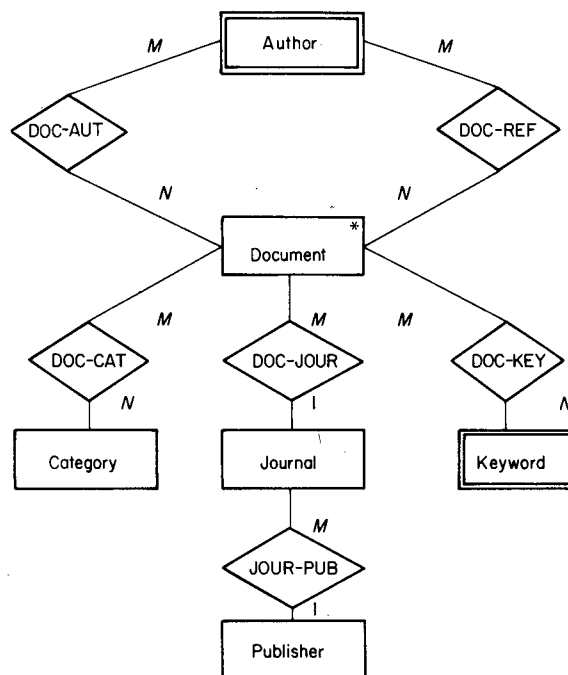 M Author M
DOC-AUT DOC-REF
N N
*
Document
M M M
DOC-CAT DOC-JOUR DOC-KEY
N 1 N
Category Journal Keyword
M
JOUR-PUB
1
Publisher